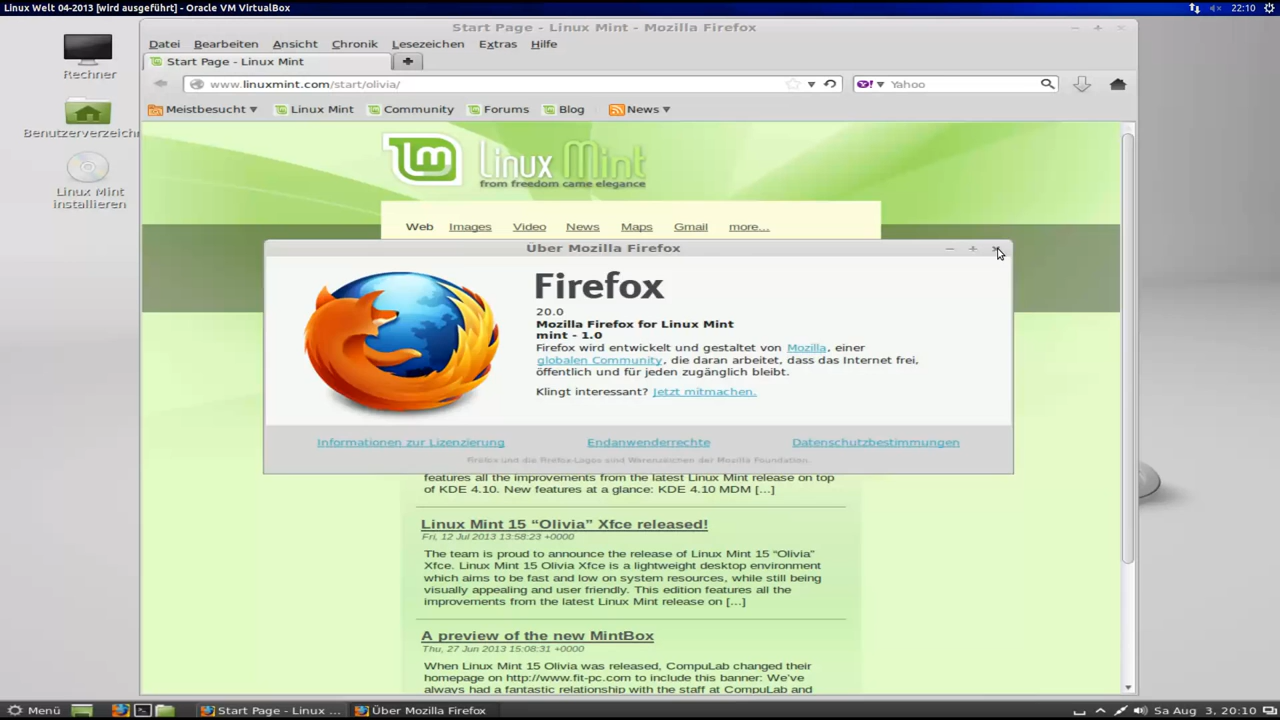 Linux Welt 04-2013 [wird ausgeführt] - Oracle VM VirtualBox
22:10
Start Page - Linux Mint - Mozilla Firefox
Datei Bearbeiten Ansicht Chronik Lesezeichen Extras Hilfe
Start Page - Linux Mint
www.linuxmint.com/start/olivia/
Yahoo
Meistbesucht Linux Mint Community Forums Blog News
Rechner
Benutzerverzeichn
Linux Mint
installieren
Linux Mint
from freedom came elegance
Web Images Video News Maps Gmail more...
Über Mozilla Firefox
Firefox
20.0
Mozilla Firefox for Linux Mint
mint - 1.0
Firefox wird entwickelt und gestaltet von Mozilla, einer
globalen Community, die daran arbeitet, dass das Internet frei,
öffentlich und für jeden zugänglich bleibt.
Klingt interessant? Jetzt mitmachen.
Informationen zur Lizenzierung Endanwenderrechte Datenschutzbestimmungen
Firefox und die Firefox-Logos sind Warenzeichen der Mozilla Foundation.
features all the improvements from the latest Linux Mint release on top
of KDE 4.10. New features at a glance: KDE 4.10 MDM […]
Linux Mint 15 “Olivia” Xfce released!
Fri, 12 Jul 2013 13:58:23 +0000
The team is proud to announce the release of Linux Mint 15 “Olivia”
Xfce. Linux Mint 15 Olivia Xfce is a lightweight desktop environment
which aims to be fast and low on system resources, while still being
visually appealing and user friendly. This edition features all the
improvements from the latest Linux Mint release on […]
A preview of the new MintBox
Thu, 27 Jun 2013 15:08:31 +0000
When Linux Mint 15 Olivia was released, CompuLab changed their
homepage on http://www.fit-pc.com to include this banner: We’ve
always had a fantastic relationship with the staff at CompuLab and
Menü Start Page - Linux ... Über Mozilla Firefox Sa Aug 3, 20:10